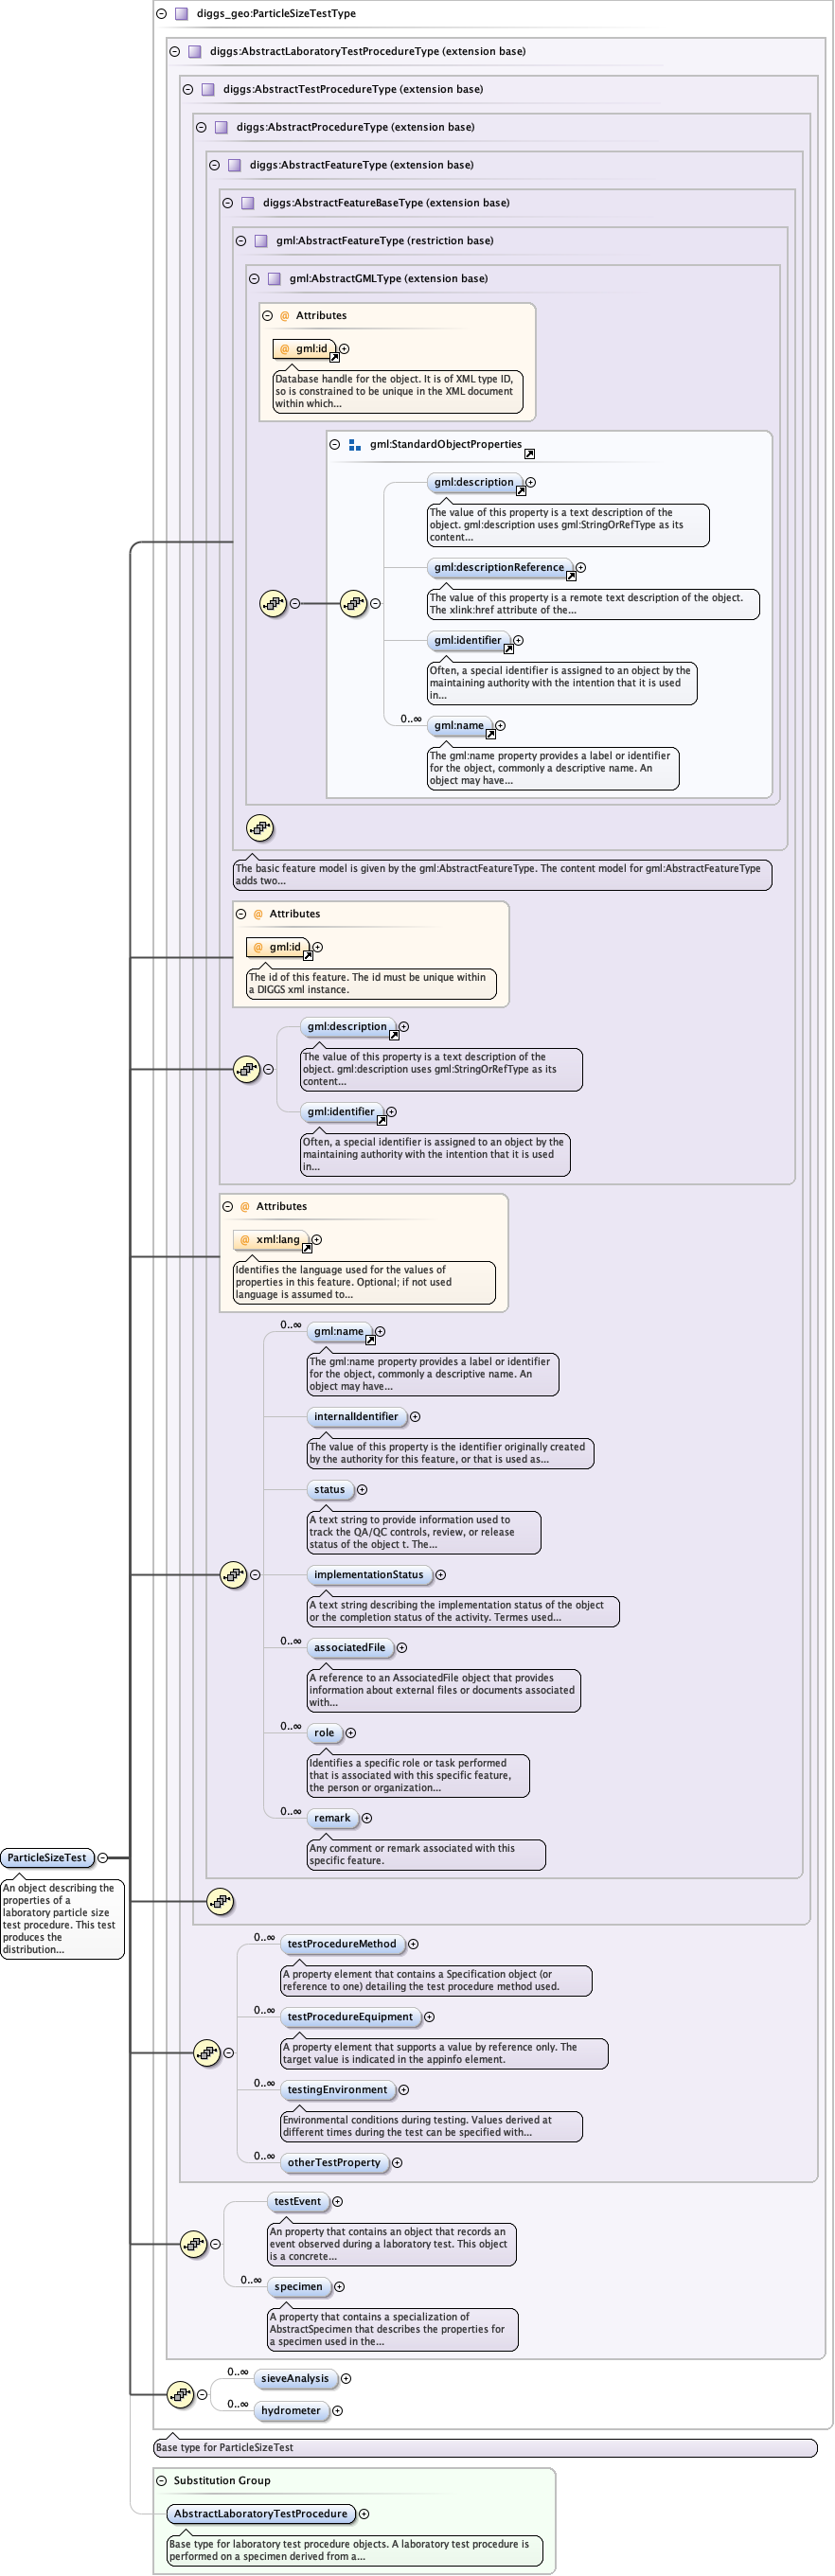 diggs_geo:ParticleSizeTestType
diggs:AbstractLaboratoryTestProcedureType (extension base)
diggs:AbstractTestProcedureType (extension base)
diggs:AbstractProcedureType (extension base)
diggs:AbstractFeatureType (extension base)
diggs:AbstractFeatureBaseType (extension base)
gml:AbstractFeatureType (restriction base)
gml:AbstractGMLType (extension base)
@ Attributes
@ gml:id
Database handle for the object. It is of XML type ID,
so is constrained to be unique in the XML document
within which...
gml:StandardObjectProperties
gml:description
The value of this property is a text description of the
object. gml:description uses gml:StringOrRefType as its
content...
gml:descriptionReference
The value of this property is a remote text description of the object.
The xlink:href attribute of the...
gml:identifier
Often, a special identifier is assigned to an object by the
maintaining authority with the intention that it is used
in...
0..∞
gml:name
The gml:name property provides a label or identifier
for the object, commonly a descriptive name. An
object may have...
The basic feature model is given by the gml:AbstractFeatureType. The content model for gml:AbstractFeatureType
adds two...
@ Attributes
@ gml:id
The id of this feature. The id must be unique within
a DIGGS xml instance.
gml:description
The value of this property is a text description of the
object. gml:description uses gml:StringOrRefType as its
content...
gml:identifier
Often, a special identifier is assigned to an object by the
maintaining authority with the intention that it is used
in...
@ Attributes
@ xml:lang
Identifies the language used for the values of
properties in this feature. Optional; if not used
language is assumed to...
0..∞
gml:name
The gml:name property provides a label or identifier
for the object, commonly a descriptive name. An
object may have...
internalIdentifier
The value of this property is the identifier originally created
by the authority for this feature, or that is used as...
status
A text string to provide information used to
track the QA/QC controls, review, or release
status of the object t. The...
implementationStatus
A text string describing the implementation status of the object
or the completion status of the activity. Termes used...
0..∞
associatedFile
A reference to an AssociatedFile object that provides
information about external files or documents associated
with...
0..∞
role
Identifies a specific role or task performed
that is associated with this specific feature,
the person or organization...
0..∞
remark
Any comment or remark associated with this
specific feature.
ParticleSizeTest
An object describing the
properties of a
laboratory particle size
test procedure. This test
produces the
distribution...
0..∞
testProcedureMethod
A property element that contains a Specification object (or
reference to one) detailing the test procedure method used.
0..∞
testProcedureEquipment
A property element that supports a value by reference only. The
target value is indicated in the appinfo element.
0..∞
testingEnvironment
Environmental conditions during testing. Values derived at
different times during the test can be specified with...
0..∞
otherTestProperty
testEvent
An property that contains an object that records an
event observed during a laboratory test. This object
is a concrete...
0..∞
specimen
A property that contains a specialization of
AbstractSpecimen that describes the properties for
a specimen used in the...
0..∞
sieveAnalysis
0..∞
hydrometer
Base type for ParticleSizeTest
Substitution Group
AbstractLaboratoryTestProcedure
Base type for laboratory test procedure objects. A laboratory test procedure is
performed on a specimen derived from a...